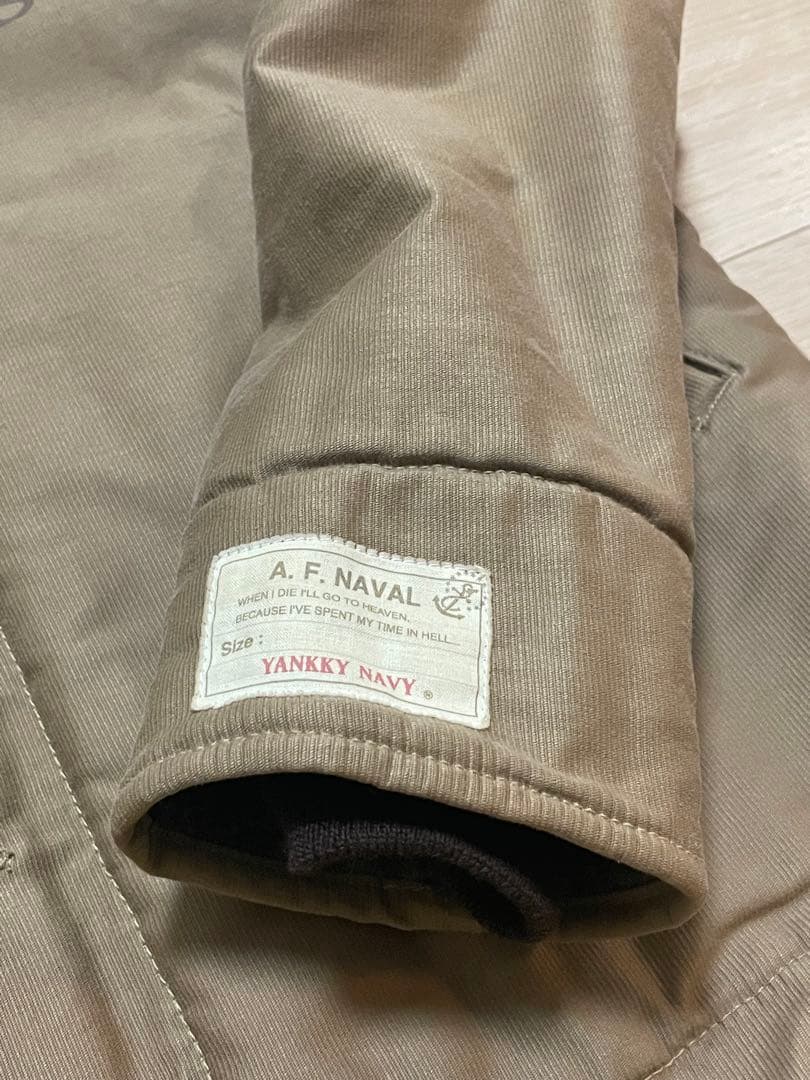 A. F. NAVAL
WHEN I DIE I'LL GO TO HEAVEN,
BECAUSE I'VE SPENT MY TIME IN HELL...
Size :
YANKKY NAVY ®